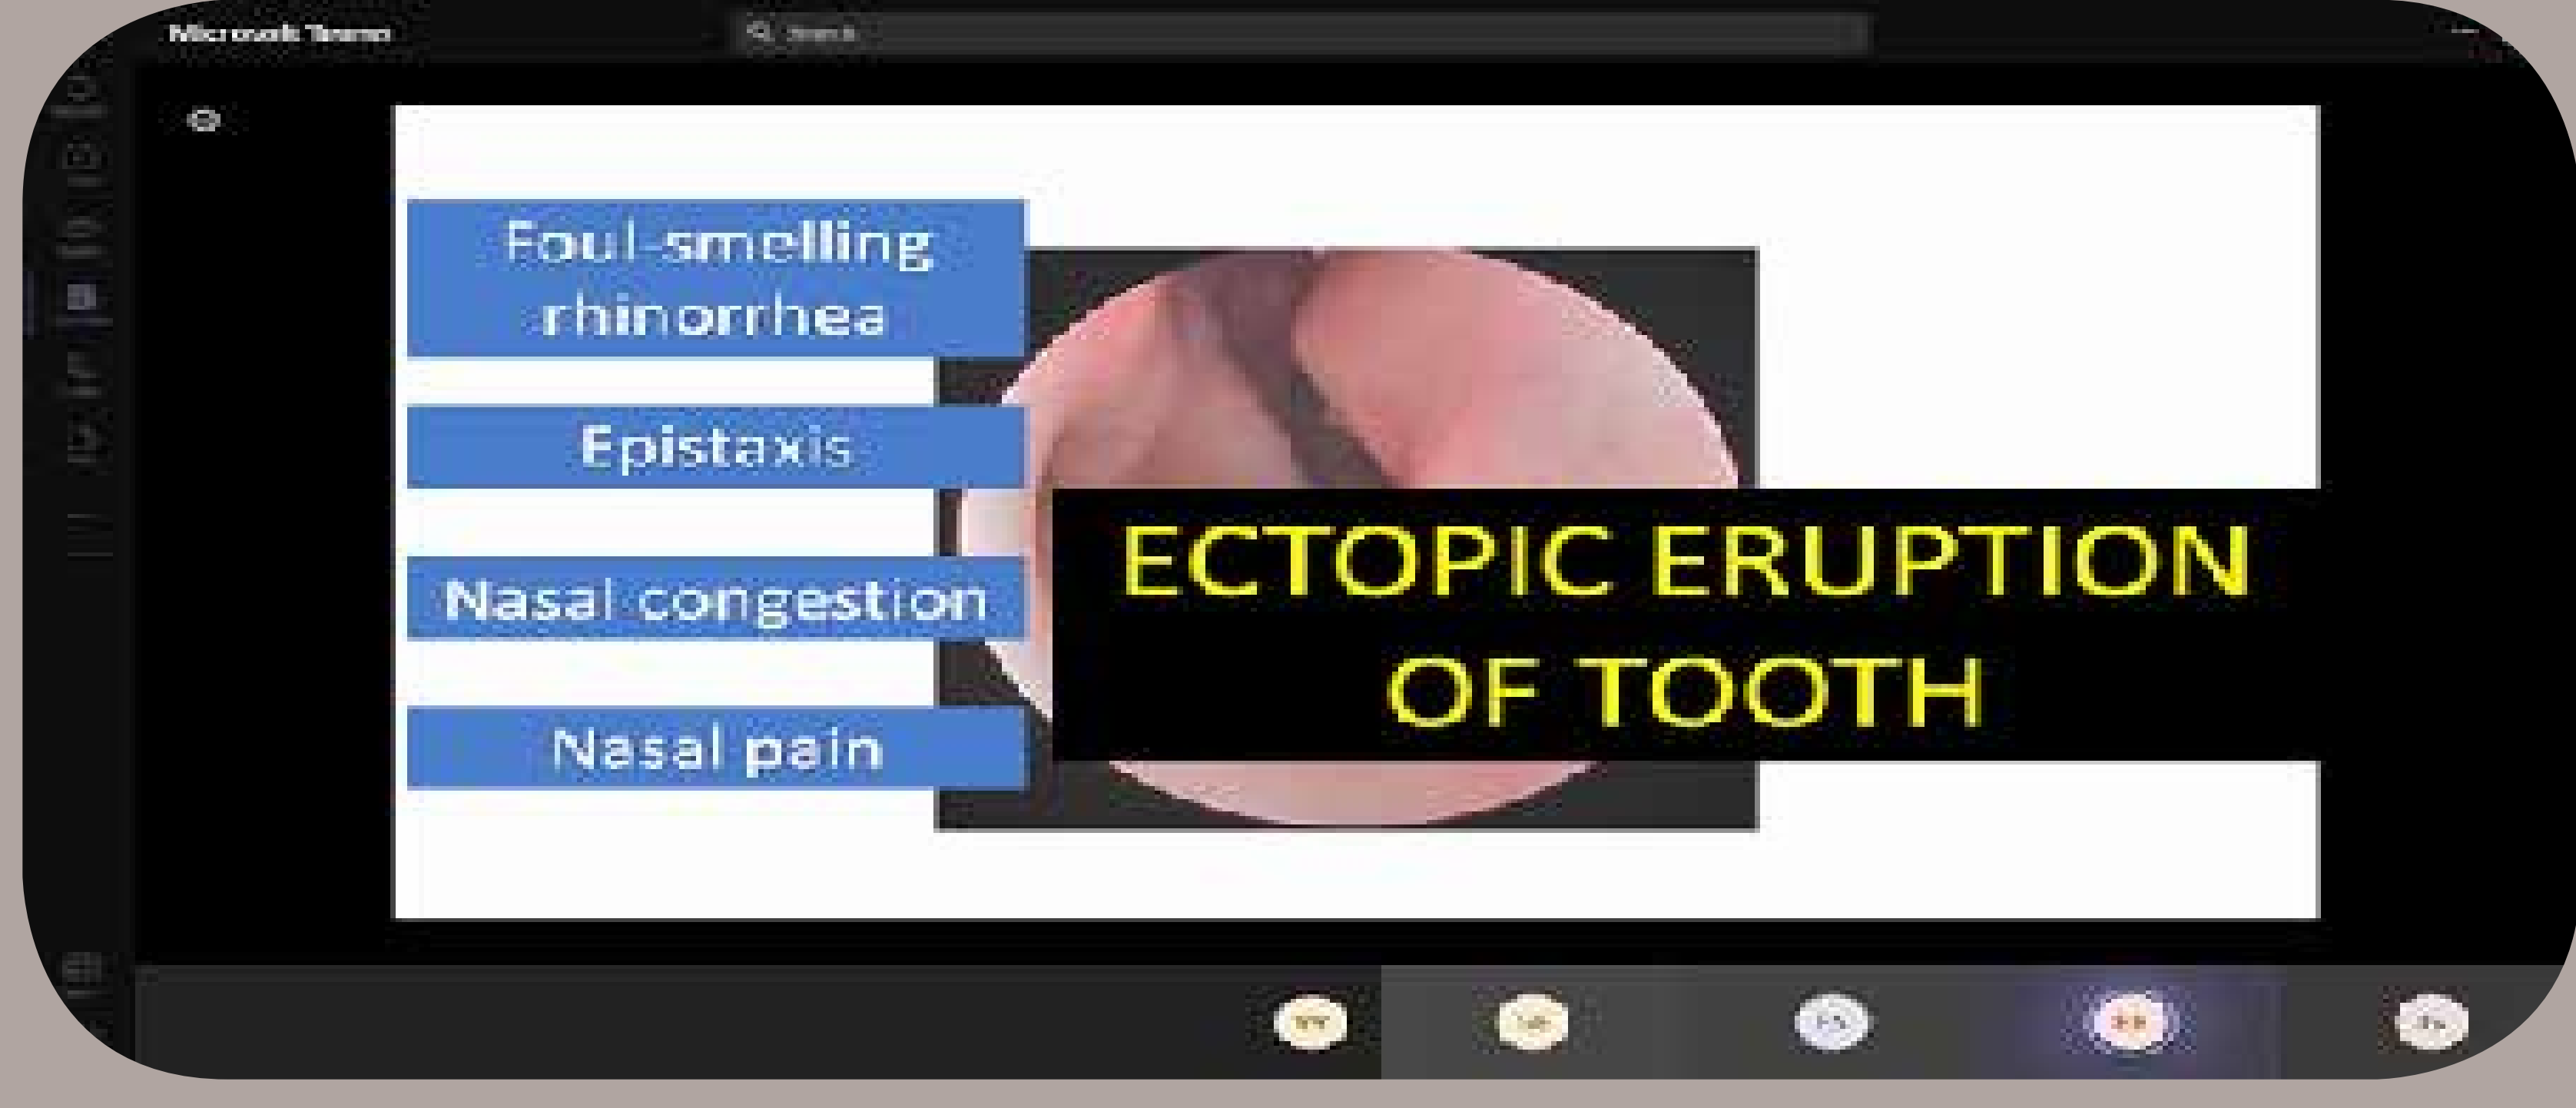 Microsoft Teams
Search
Foul-smelling
rhinorrhea
Epistaxis
Nasal congestion
Nasal pain
ECTOPIC ERUPTION
OF TOOTH